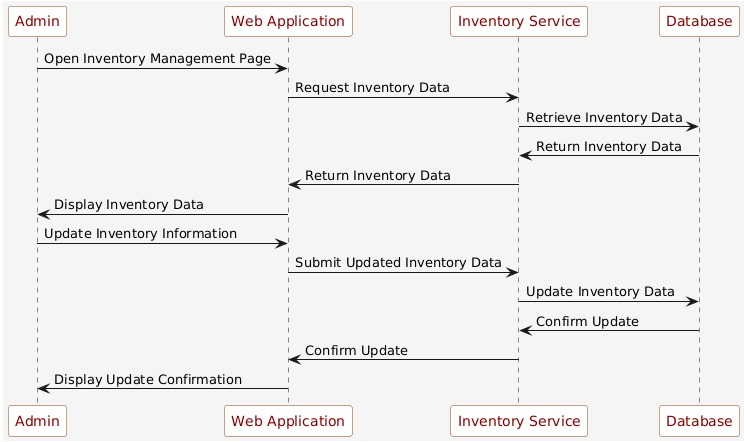 Admin Web Application Inventory Service Database
Open Inventory Management Page
Request Inventory Data
Retrieve Inventory Data
Return Inventory Data
Return Inventory Data
Display Inventory Data
Update Inventory Information
Submit Updated Inventory Data
Update Inventory Data
Confirm Update
Confirm Update
Display Update Confirmation
Admin Web Application Inventory Service Database